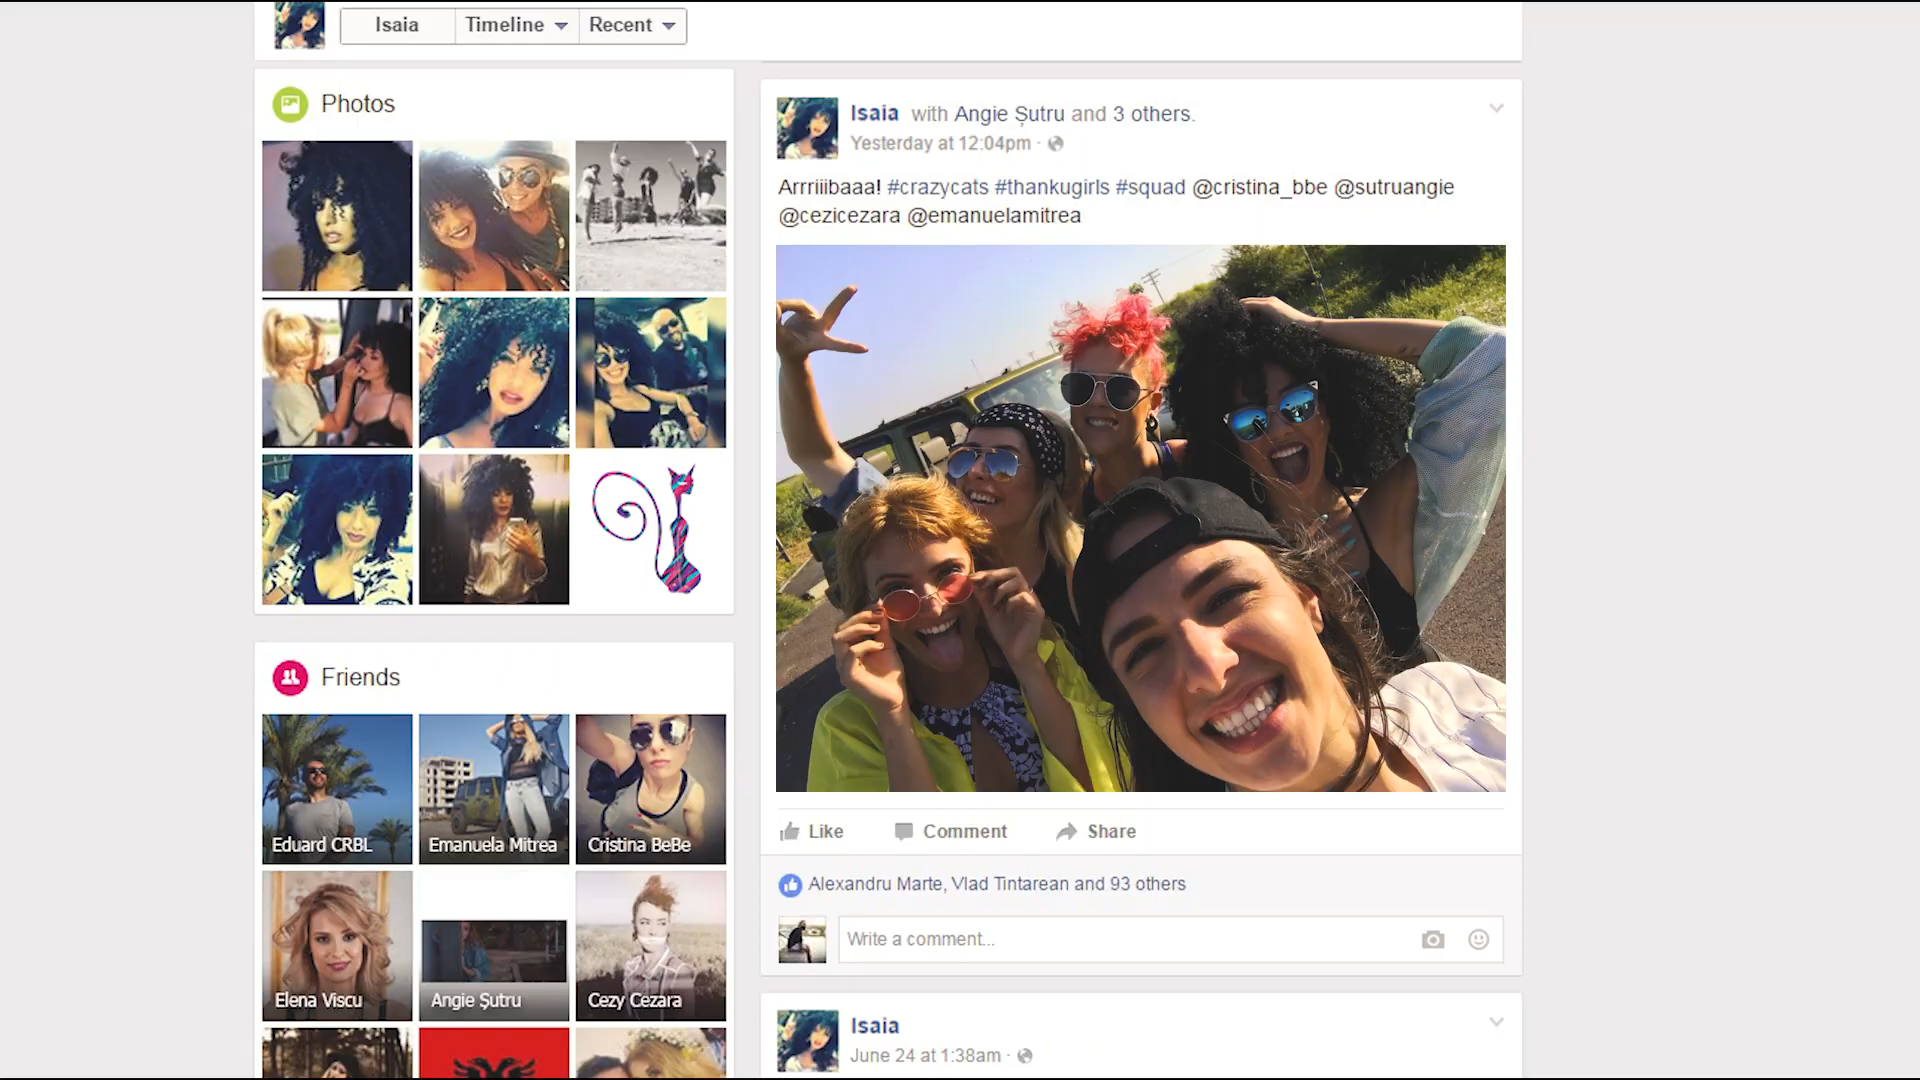 Isaia
Timeline
Recent
Photos
Isaia with Angie Șutru and 3 others.
Yesterday at 12:04pm ·
Arrriiibaaa! #crazycats #thankugirls #squad @cristina_bbe @sutruangie
@cezicezara @emanuelamitrea
Like
Comment
Share
Alexandru Marte, Vlad Tintarean and 93 others
Write a comment...
Friends
Eduard CRBL
Emanuela Mitrea
Cristina BeBe
Elena Viscu
Angie Șutru
Cezy Cezara
Isaia
June 24 at 1:38am ·